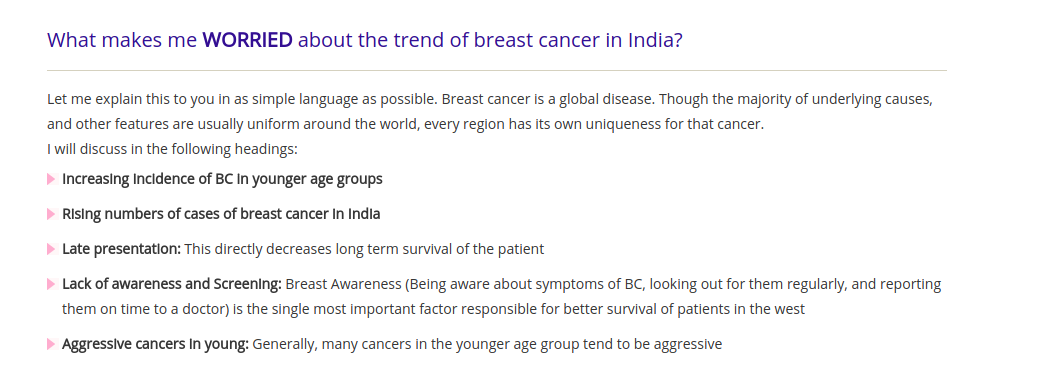 What makes me WORRIED about the trend of breast cancer in India?
Let me explain this to you in as simple language as possible. Breast cancer is a global disease. Though the majority of underlying causes,
and other features are usually uniform around the world, every region has its own uniqueness for that cancer.
I will discuss in the following headings:
Increasing Incidence of BC in younger age groups
Rising numbers of cases of breast cancer in India
Late presentation: This directly decreases long term survival of the patient
Lack of awareness and Screening: Breast Awareness (Being aware about symptoms of BC, looking out for them regularly, and reporting
them on time to a doctor) is the single most important factor responsible for better survival of patients in the west
Aggressive cancers in young: Generally, many cancers in the younger age group tend to be aggressive